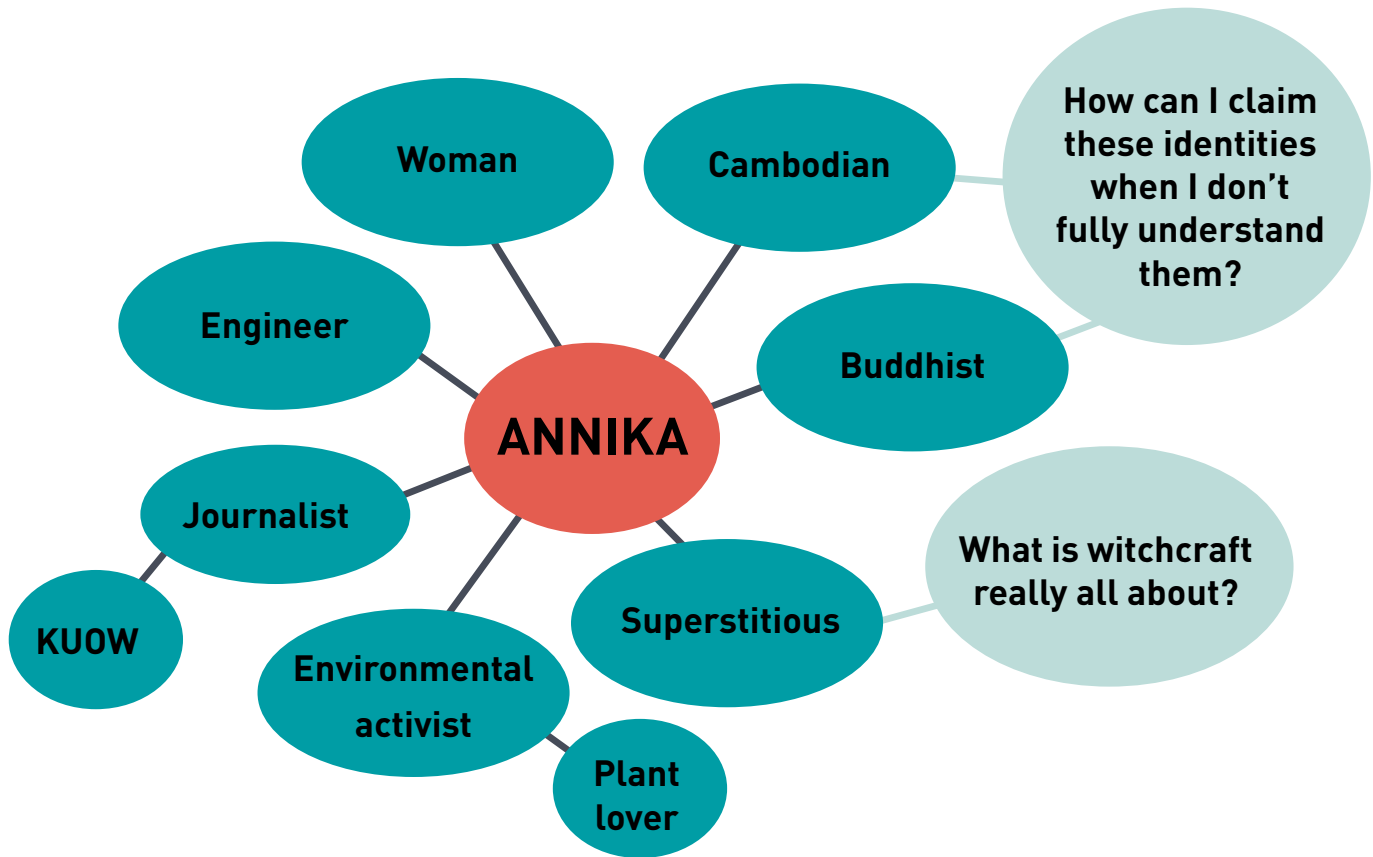 Woman
Cambodian
How can I claim
these identities
when I don't
fully understand
them?
Engineer
Buddhist
ANNIKA
Journalist
What is witchcraft
really all about?
KUOW
Environmental
activist
Superstitious
Plant
lover